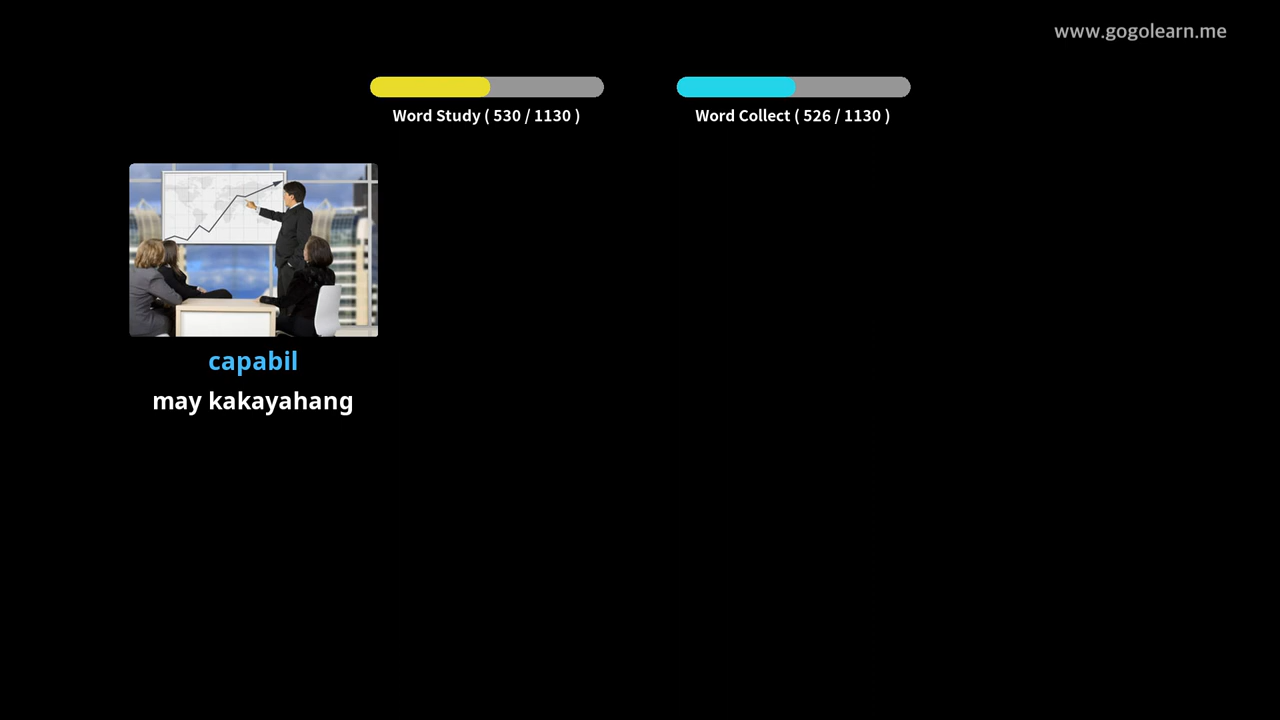 www.gogolearn.me
Word Study ( 530 / 1130 )
Word Collect ( 526 / 1130 )
capabil
may kakayahang